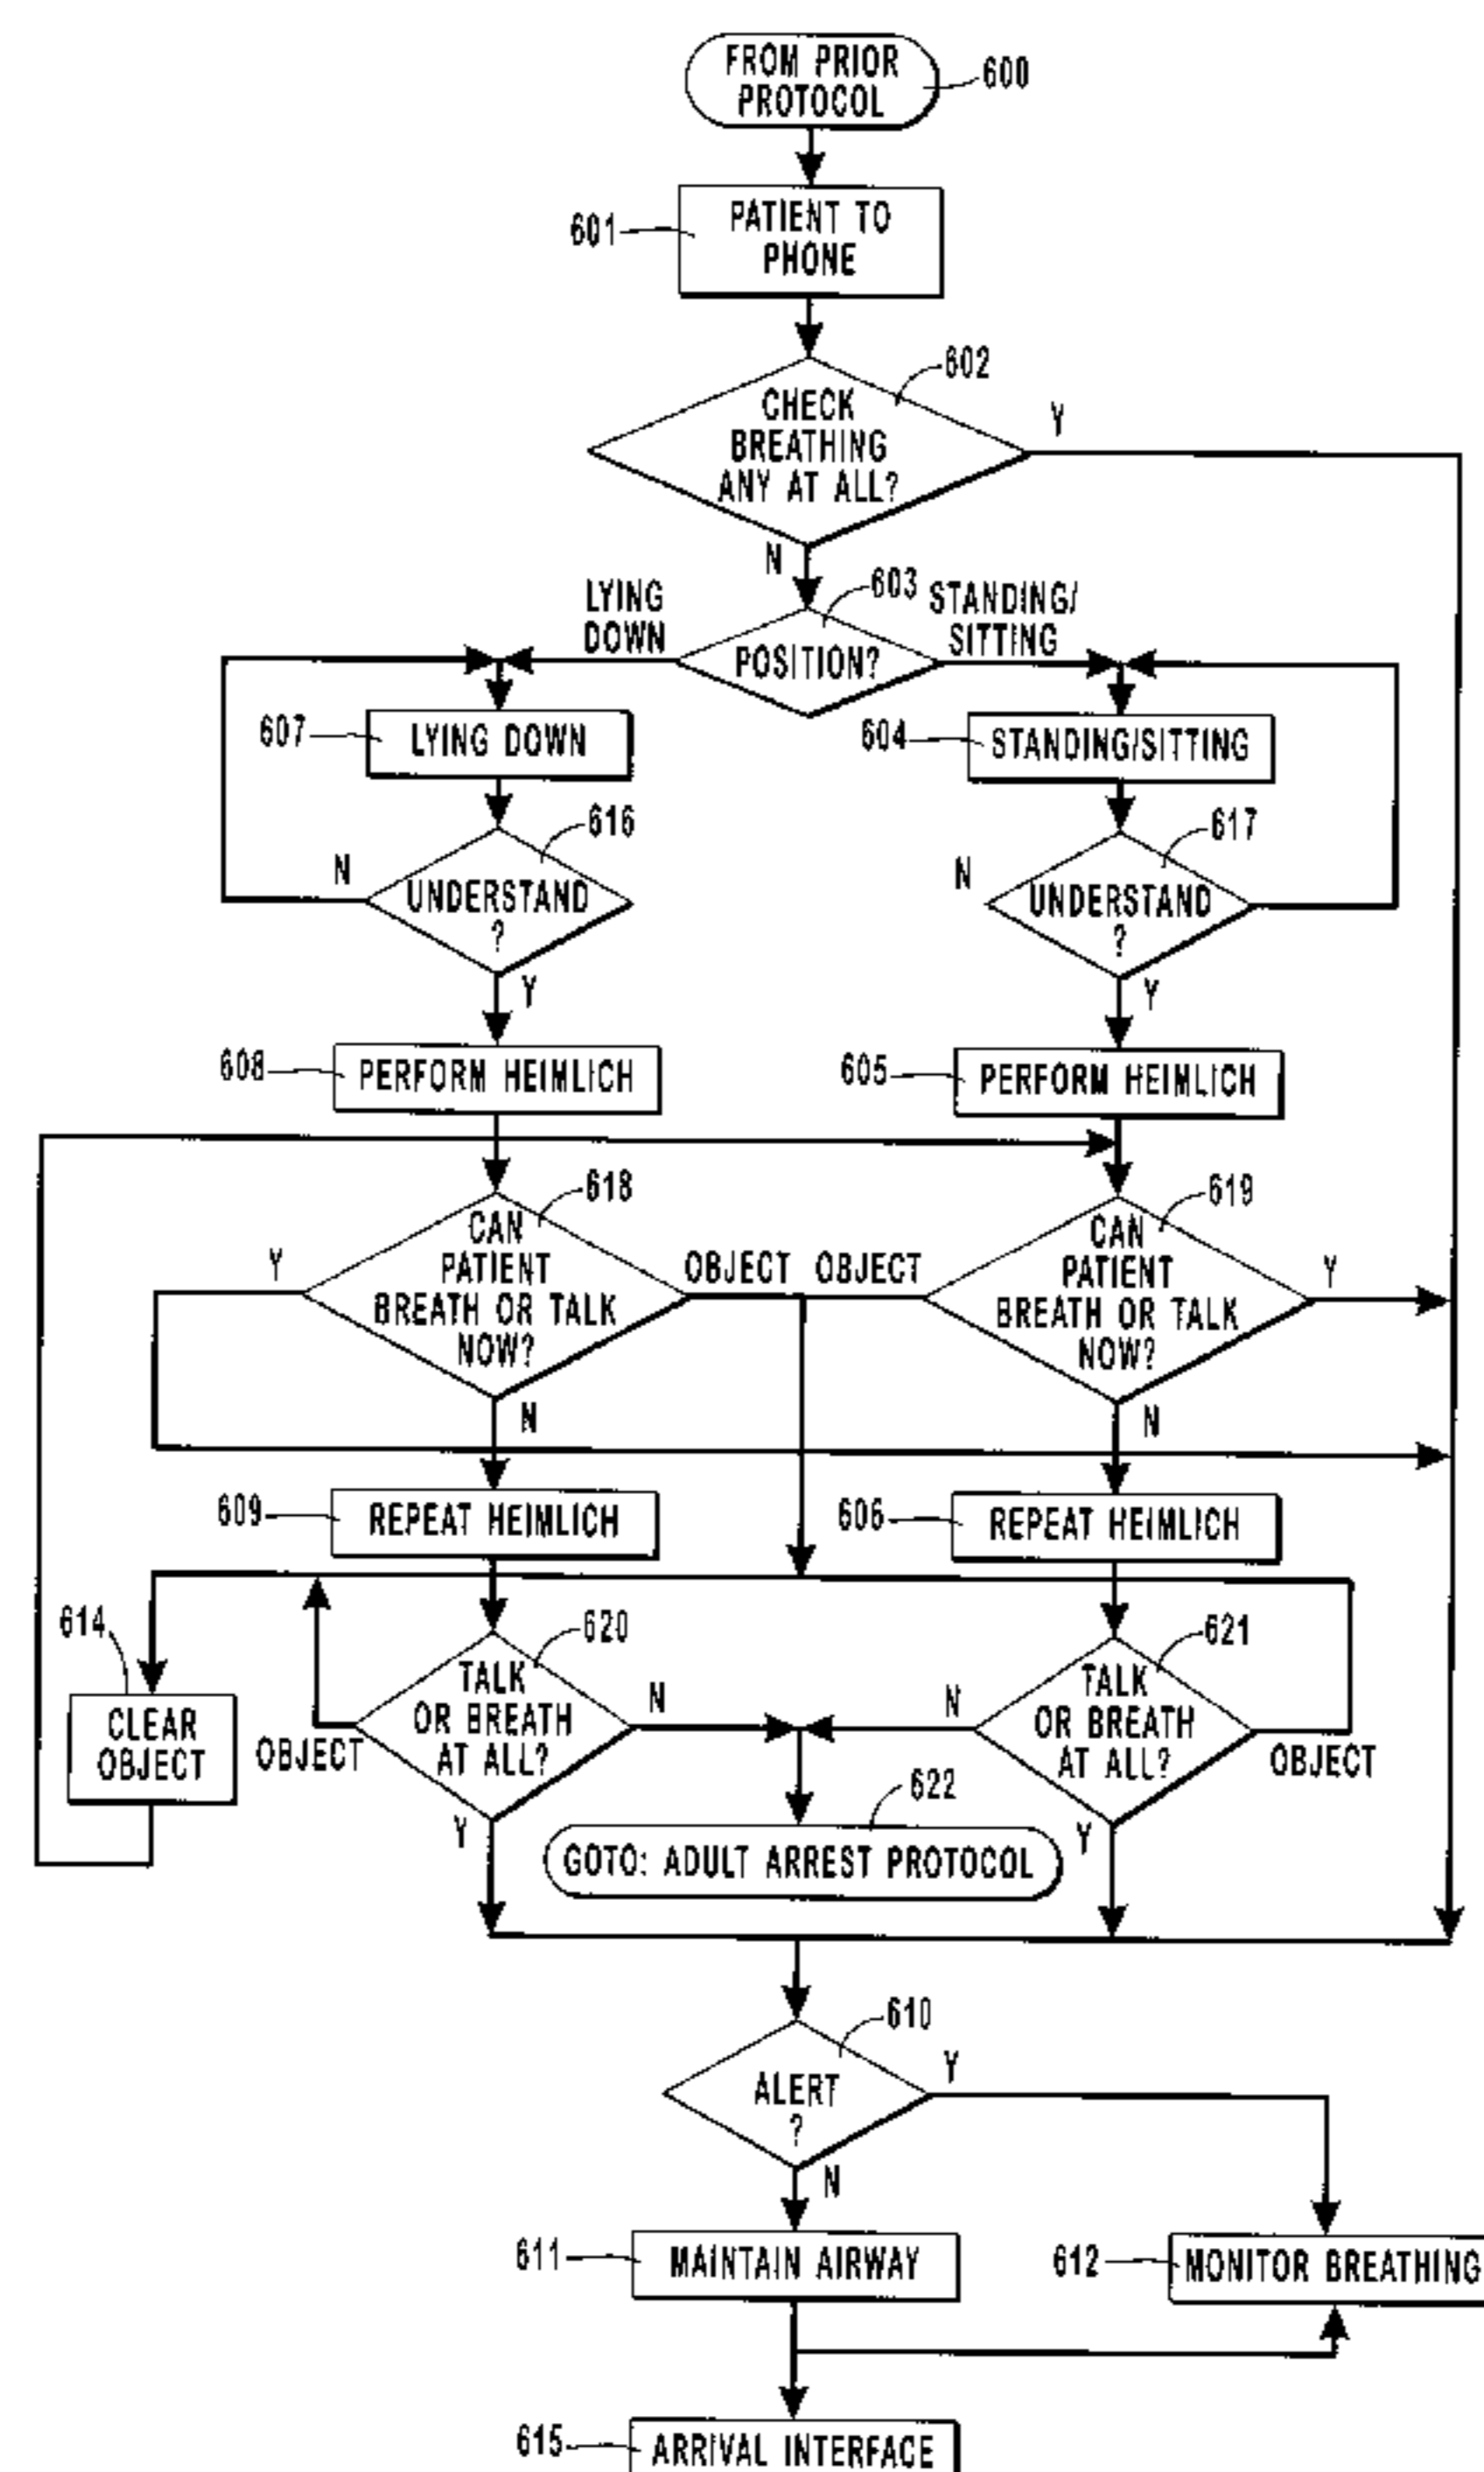 FROM PRIOR
PROTOCOL
600
601
PATIENT TO
PHONE
602
CHECK
BREATHING
ANY AT ALL?
Y
N
603
LYING
DOWN
STANDING/
SITTING
POSITION?
607
LYING DOWN
604
STANDING/SITTING
616
N
UNDERSTAND
?
Y
617
N
UNDERSTAND
?
Y
608
PERFORM HEIMLICH
605
PERFORM HEIMLICH
618
Y
CAN
PATIENT
BREATH OR TALK
NOW?
OBJECT
N
619
OBJECT
CAN
PATIENT
BREATH OR TALK
NOW?
Y
N
609
REPEAT HEIMLICH
606
REPEAT HEIMLICH
614
CLEAR
OBJECT
620
OBJECT
TALK
OR BREATH
AT ALL?
N
Y
621
N
TALK
OR BREATH
AT ALL?
OBJECT
Y
622
GOTO: ADULT ARREST PROTOCOL
610
ALERT
?
Y
N
611
MAINTAIN AIRWAY
612
MONITOR BREATHING
615
ARRIVAL INTERFACE